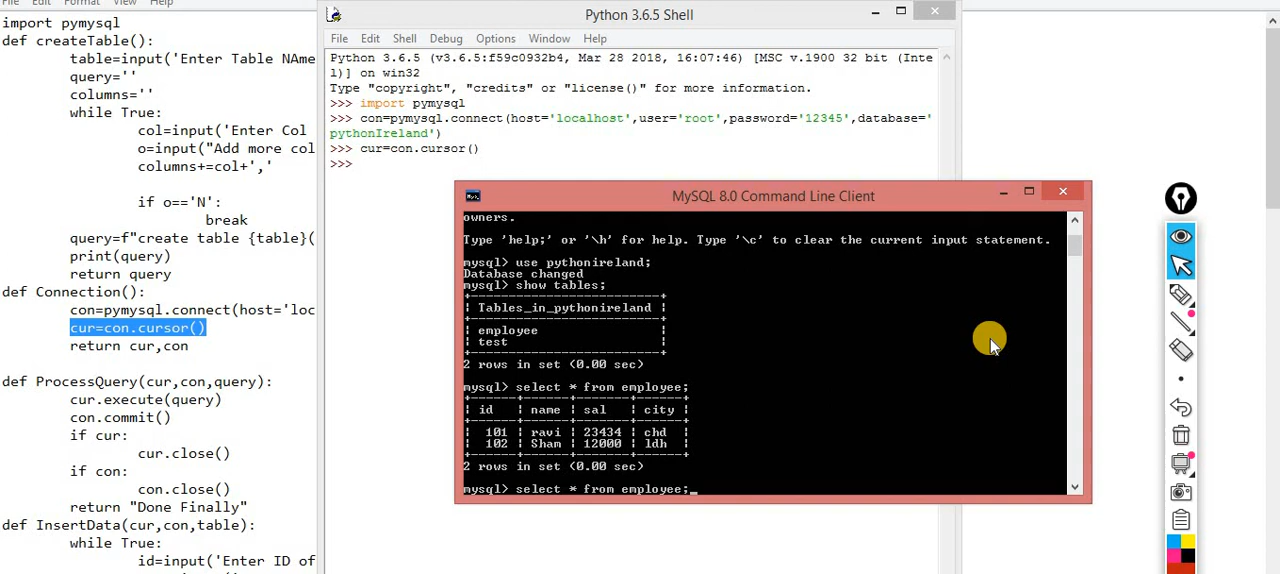 File Edit Format Run Options Window Help
import pymysql
def createTable():
table=input('Enter Table NAme
query=''
columns=''
while True:
col=input('Enter Col
o=input("Add more col
columns+=col+','
if o=='N':
break
query=f"create table {table}(
print(query)
return query
def Connection():
con=pymysql.connect(host='loc
cur=con.cursor()
return cur,con
def ProcessQuery(cur,con,query):
cur.execute(query)
con.commit()
if cur:
cur.close()
if con:
con.close()
return "Done Finally"
def InsertData(cur,con,table):
while True:
id=input('Enter ID of
Python 3.6.5 Shell
File Edit Shell Debug Options Window Help
Python 3.6.5 (v3.6.5:f59c0932b4, Mar 28 2018, 16:07:46) [MSC v.1900 32 bit (Inte
l)] on win32
Type "copyright", "credits" or "license()" for more information.
>>> import pymysql
>>> con=pymysql.connect(host='localhost',user='root',password='12345',database='
pythonIreland')
>>> cur=con.cursor()
>>>
MySQL 8.0 Command Line Client
owners.
Type 'help;' or '\h' for help. Type '\c' to clear the current input statement.
mysql> use pythonireland;
Database changed
mysql> show tables;
+-------------------------+
| Tables_in_pythonireland |
+-------------------------+
| employee |
| test |
+-------------------------+
2 rows in set (0.00 sec)
mysql> select * from employee;
+------+------+-------+------+
| id | name | sal | city |
+------+------+-------+------+
| 101 | ravi | 23434 | chd |
| 102 | Sham | 12000 | ldh |
+------+------+-------+------+
2 rows in set (0.00 sec)
mysql> select * from employee;_